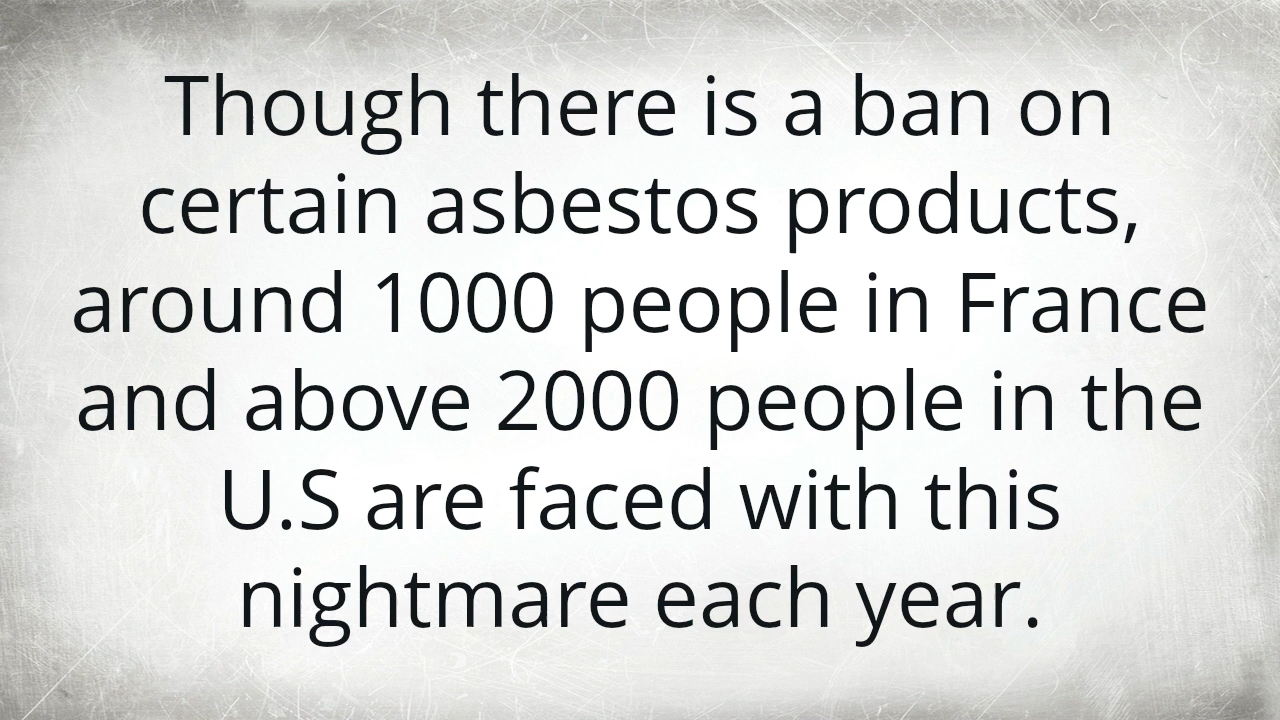 Though there is a ban on
certain asbestos products,
around 1000 people in France
and above 2000 people in the
U.S are faced with this
nightmare each year.